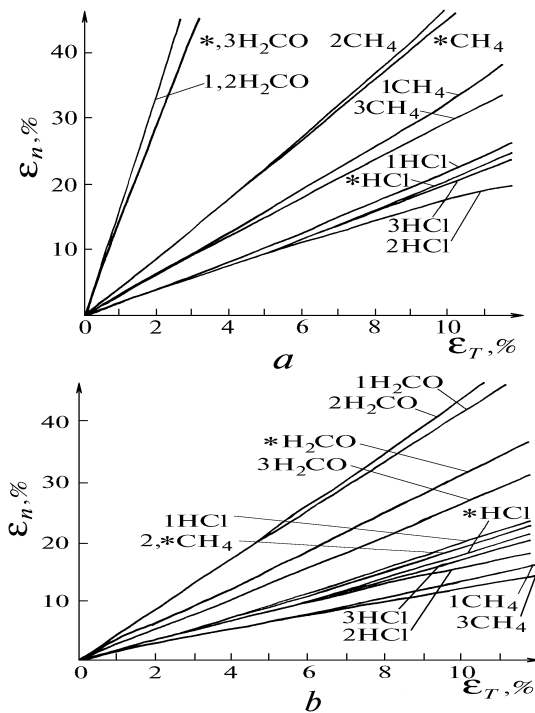 40
30
20
10
εn,%
*,3H2CO
1,2H2CO
2CH4
*CH4
1CH4
3CH4
1HCl
*HCl
3HCl
2HCl
0 2 4 6 8 10
εT,%
a
40
30
20
10
εn,%
1H2CO
2H2CO
*H2CO
3H2CO
1HCl
2,*CH4
*HCl
3HCl
2HCl
1CH4
3CH4
0 2 4 6 8 10
εT,%
b